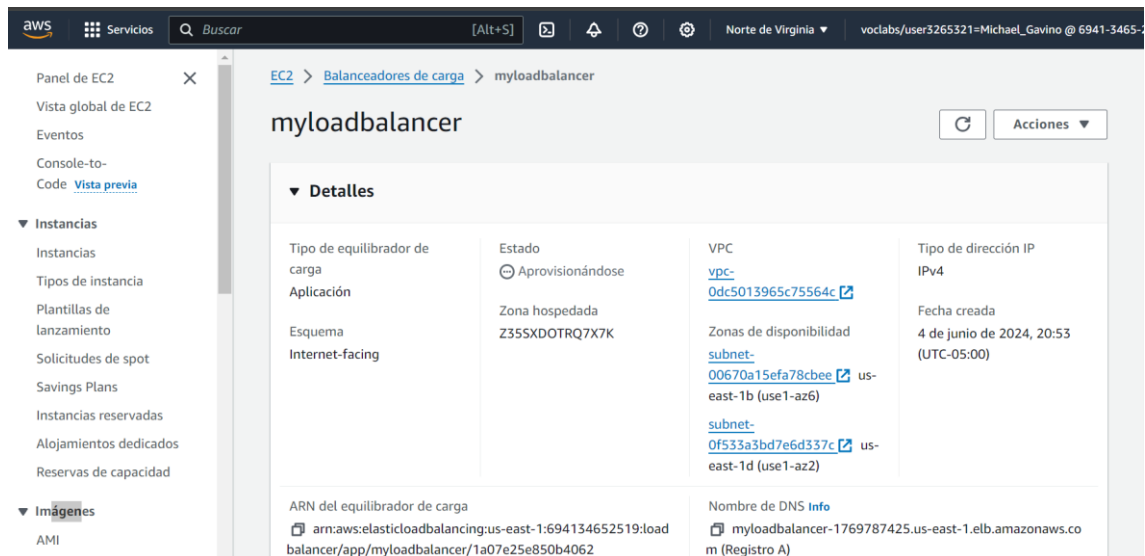 aws
Servicios
Buscar
[Alt+S]
Norte de Virginia ▼
voclabs/user3265321=Michael_Gavino @ 6941-3465-2
Panel de EC2
Vista global de EC2
Eventos
Console-to-
Code Vista previa
▼ Instancias
Instancias
Tipos de instancia
Plantillas de
lanzamiento
Solicitudes de spot
Savings Plans
Instancias reservadas
Alojamientos dedicados
Reservas de capacidad
▼ Imágenes
AMI
EC2 > Balanceadores de carga > myloadbalancer
myloadbalancer
Acciones ▼
▼ Detalles
Tipo de equilibrador de
carga
Aplicación
Esquema
Internet-facing
Estado
Aprovisionándose
Zona hospedada
Z35SXDOTRQ7X7K
VPC
vpc-
0dc5013965c75564c
Zonas de disponibilidad
subnet-
00670a15efa78cbee us-
east-1b (use1-az6)
subnet-
0f533a3bd7e6d337c us-
east-1d (use1-az2)
Tipo de dirección IP
IPv4
Fecha creada
4 de junio de 2024, 20:53
(UTC-05:00)
ARN del equilibrador de carga
arn:aws:elasticloadbalancing:us-east-1:694134652519:load
balancer/app/myloadbalancer/1a07e25e850b4062
Nombre de DNS Info
myloadbalancer-1769787425.us-east-1.elb.amazonaws.co
m (Registro A)